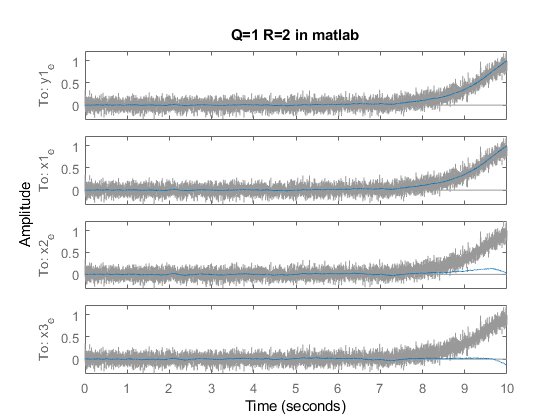 Q=1 R=2 in matlab
To: y1e
1
0.5
0
To: x1e
1
0.5
0
Amplitude
To: x2e
1
0.5
0
To: x3e
1
0.5
0
0 1 2 3 4 5 6 7 8 9 10
Time (seconds)